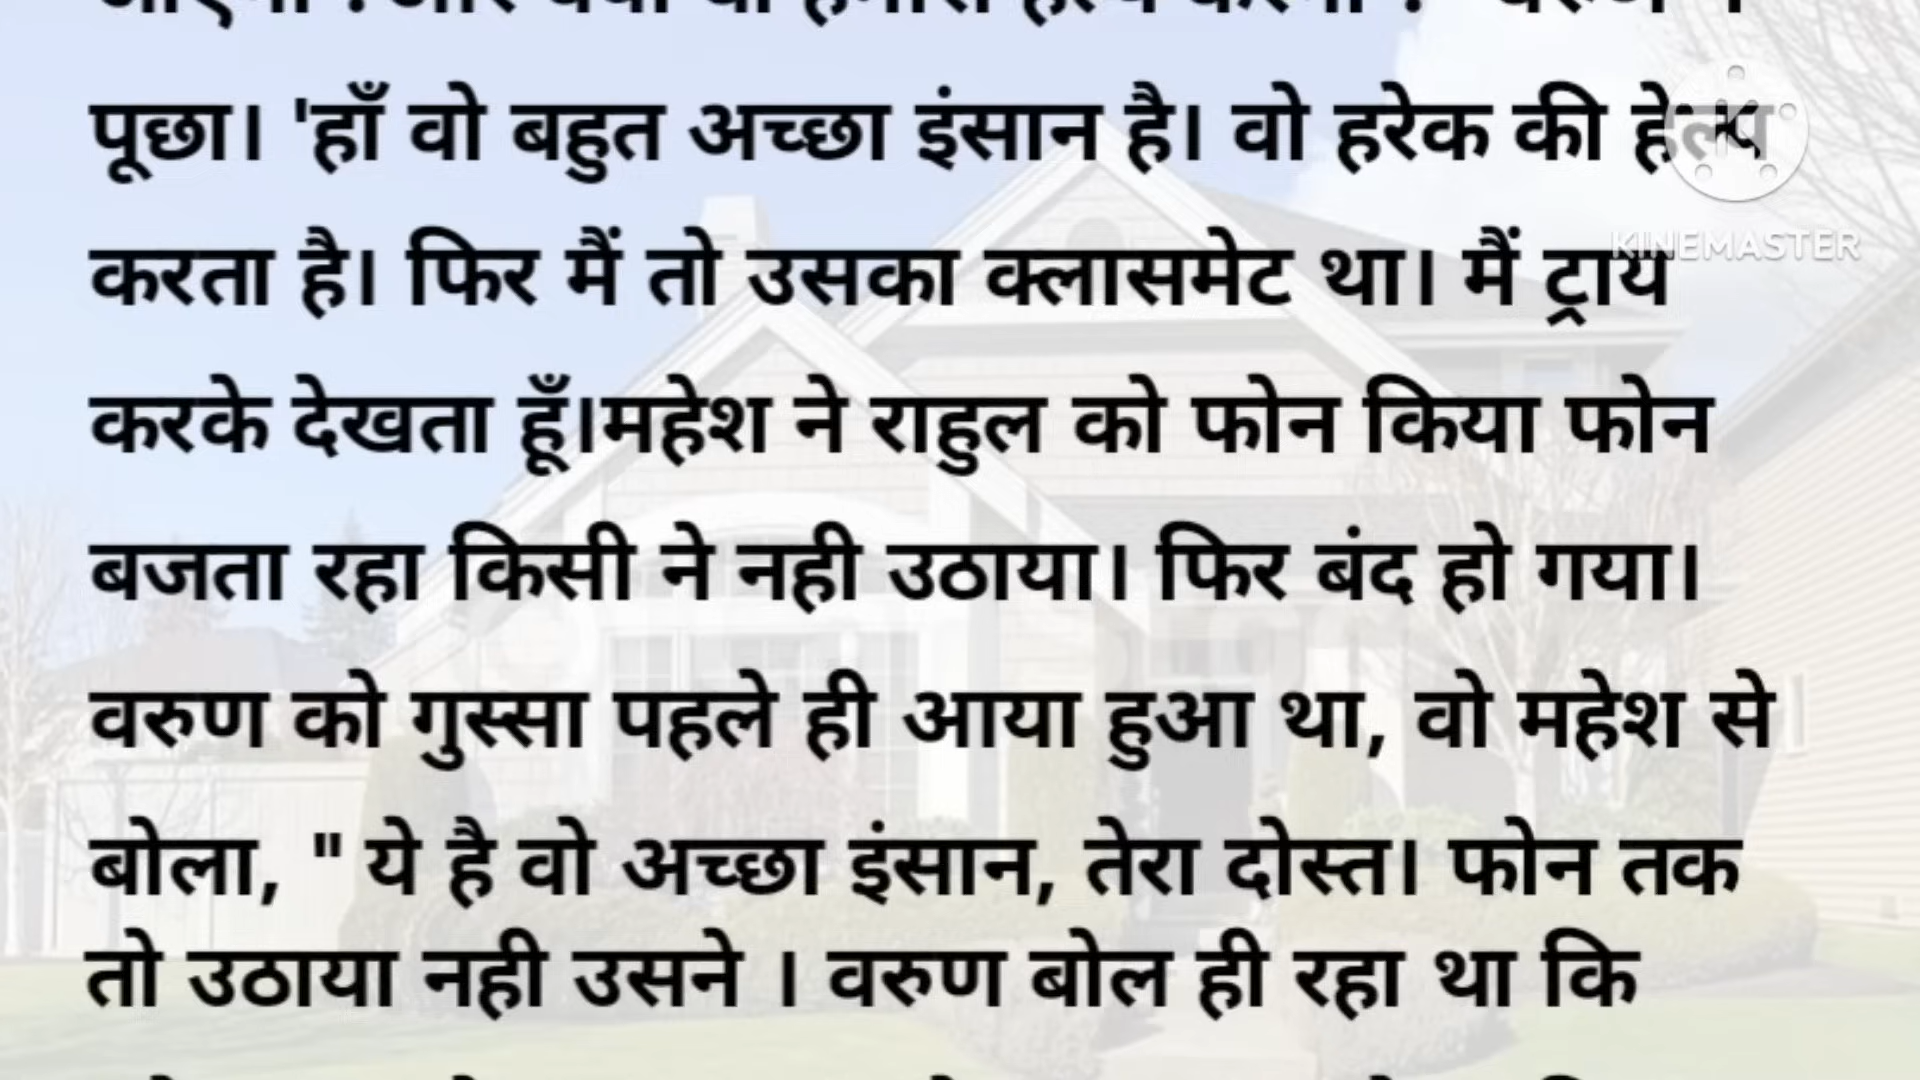 पूछा। 'हाँ वो बहुत अच्छा इंसान है। वो हरेक की हेल्प
करता है। फिर मैं तो उसका क्लासमेट था। मैं ट्राय
KINEMASTER
करके देखता हूँ।महेश ने राहुल को फोन किया फोन
बजता रहा किसी ने नही उठाया। फिर बंद हो गया।
वरुण को गुस्सा पहले ही आया हुआ था, वो महेश से
बोला, " ये है वो अच्छा इंसान, तेरा दोस्त। फोन तक
तो उठाया नही उसने । वरुण बोल ही रहा था कि